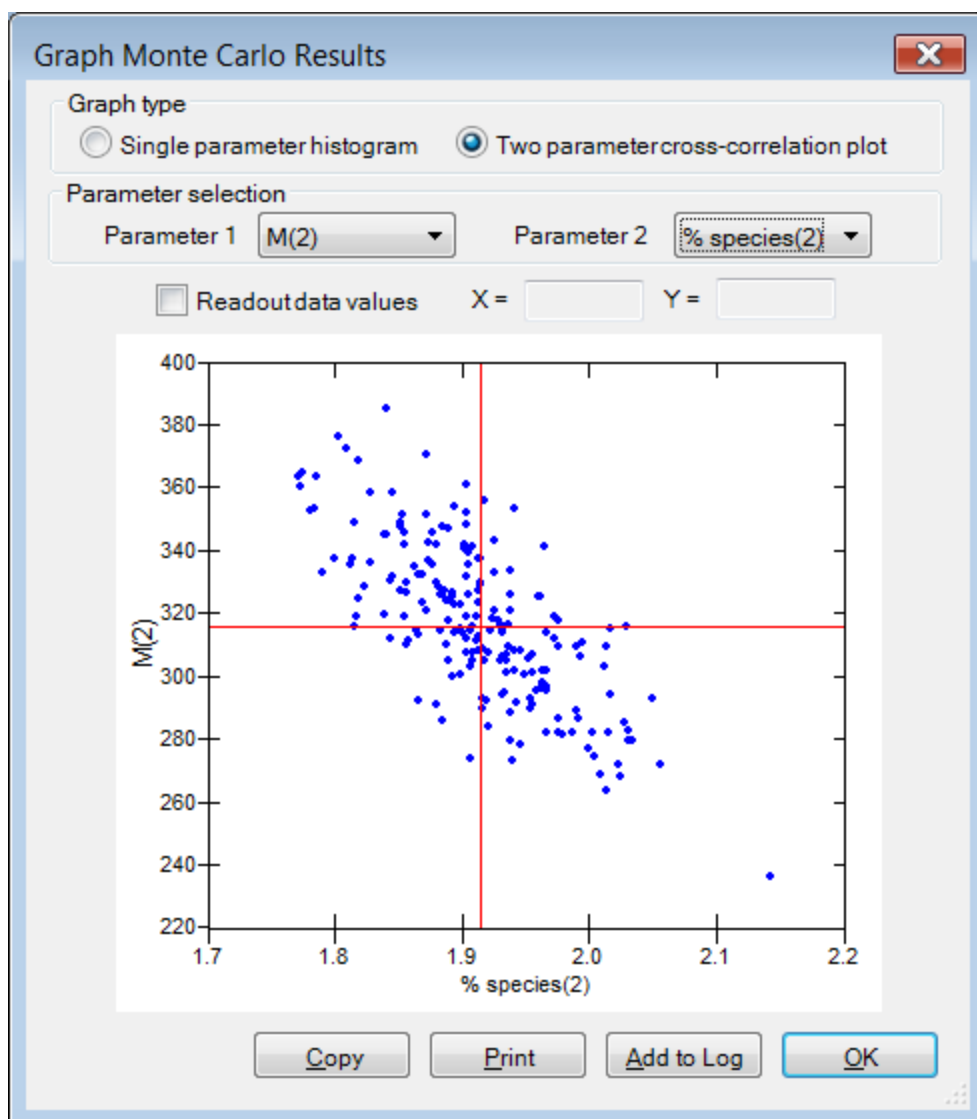 Graph Monte Carlo Results
Graph type
Single parameter histogram Two parameter cross-correlation plot
Parameter selection
Parameter 1 M(2) Parameter 2 % species(2)
Readout data values X = Y =
400
380
360
340
320
300
280
260
240
220
M(2)
1.7 1.8 1.9 2.0 2.1 2.2
% species(2)
Copy Print Add to Log OK